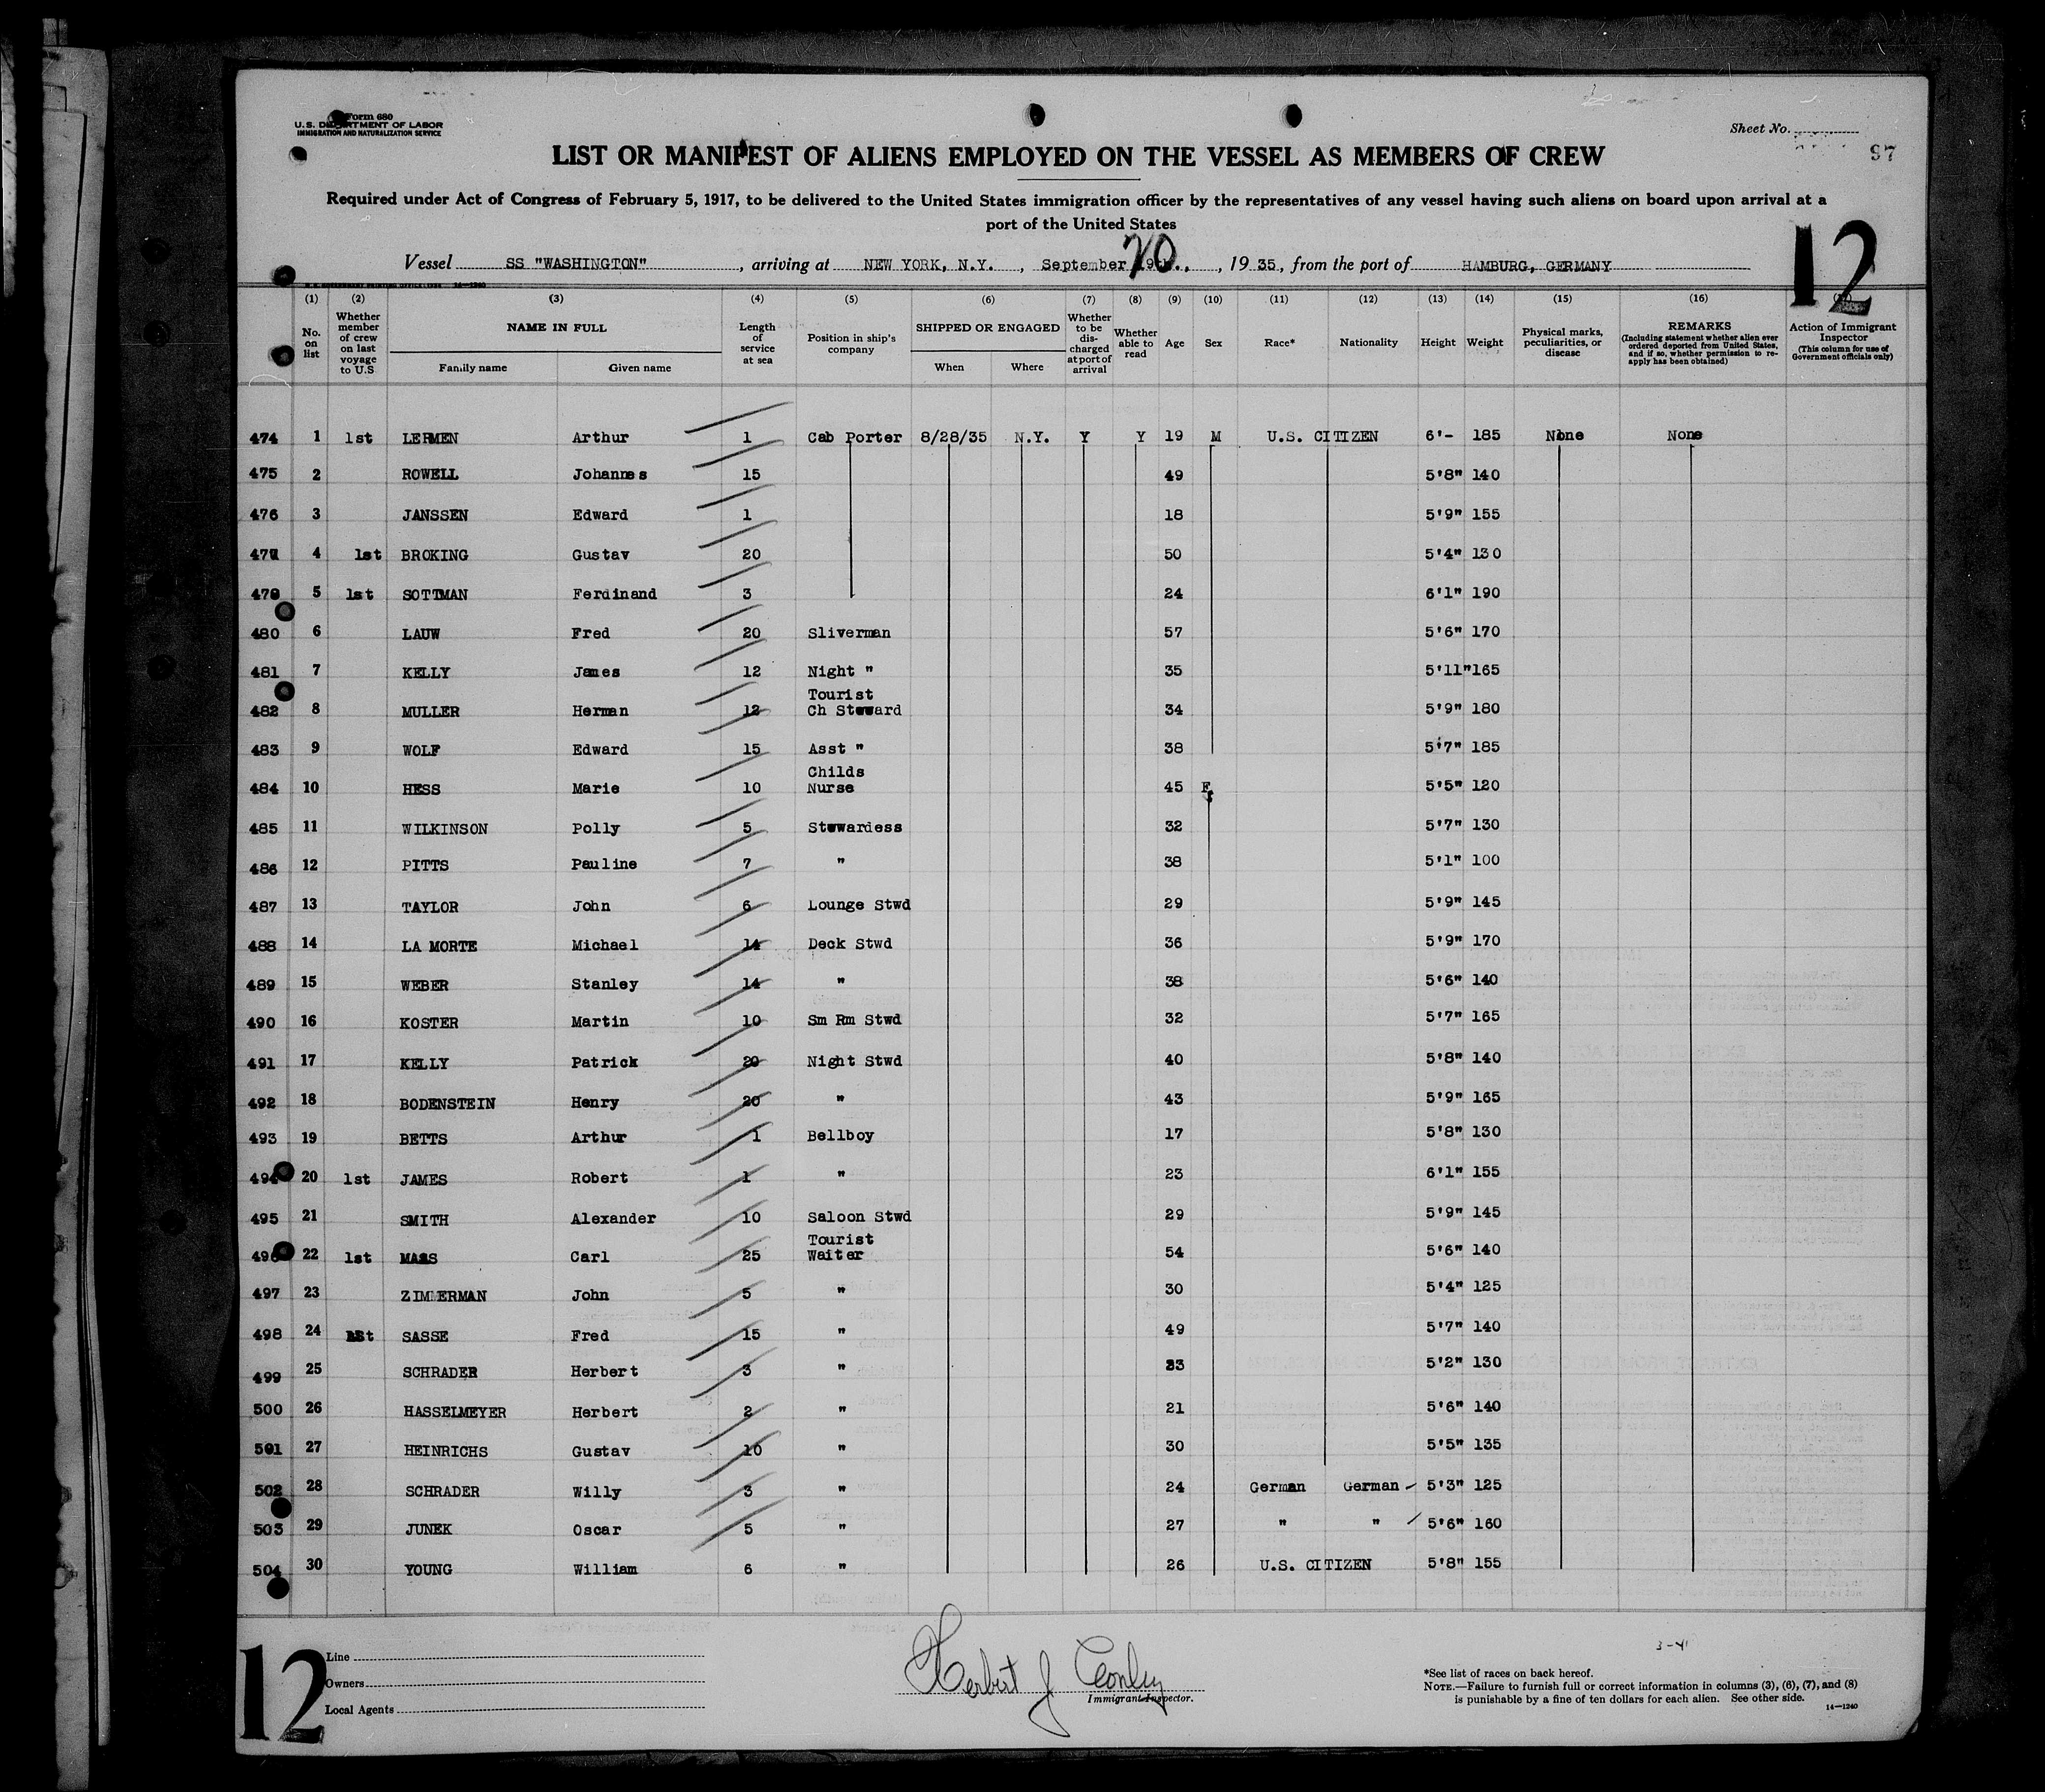 Form 680
U. S. DEPARTMENT OF LABOR
IMMIGRATION AND NATURALIZATION SERVICE
Sheet No.
97
LIST OR MANIFEST OF ALIENS EMPLOYED ON THE VESSEL AS MEMBERS OF CREW
Required under Act of Congress of February 5, 1917, to be delivered to the United States immigration officer by the representatives of any vessel having such aliens on board upon arrival at a
port of the United States
12
Vessel SS "WASHINGTON", arriving at NEW YORK, N.Y., September 19th. 20, 1935, from the port of HAMBURG, GERMANY
14—1240
(1) (2) (3) (4) (5) (6) (7) (8) (9) (10) (11) (12) (13) (14) (15) (16)
No. on list
Whether member of crew on last voyage to U.S
NAME IN FULL
Family name Given name
Length of service at sea
Position in ship's company
SHIPPED OR ENGAGED
When Where
Whether to be discharged at port of arrival
Whether able to read
Age
Sex
Race*
Nationality
Height
Weight
Physical marks, peculiarities, or disease
REMARKS
(Including statement whether alien ever ordered deported from United States, and if so, whether permission to re-apply has been obtained)
Action of Immigrant Inspector
(This column for use of Government officials only)
474 1 1st LERMEN Arthur 1 Cab Porter 8/28/35 N.Y. Y Y 19 M U.S. CITIZEN 6'- 185 None None
475 2 ROWELL Johannes 15 49 5'8" 140
476 3 JANSSEN Edward 1 18 5'9" 155
477 4 1st BROKING Gustav 20 50 5'4" 130
479 5 1st SOTTMAN Ferdinand 3 24 6'1" 190
480 6 LAUW Fred 20 Sliverman 57 5'6" 170
481 7 KELLY James 12 Night " 35 5'11" 165
482 8 MULLER Herman 12 Tourist Ch Steward 34 5'9" 180
483 9 WOLF Edward 15 Asst " 38 5'7" 185
484 10 HESS Marie 10 Childs Nurse 45 F 5'5" 120
485 11 WILKINSON Polly 5 Stewardess 32 5'7" 130
486 12 PITTS Pauline 7 " 38 5'1" 100
487 13 TAYLOR John 6 Lounge Stwd 29 5'9" 145
488 14 LA MORTE Michael 14 Deck Stwd 36 5'9" 170
489 15 WEBER Stanley 14 " 38 5'6" 140
490 16 KOSTER Martin 10 Sm Rm Stwd 32 5'7" 165
491 17 KELLY Patrick 20 Night Stwd 40 5'8" 140
492 18 BODENSTEIN Henry 20 " 43 5'9" 165
493 19 BETTS Arthur 1 Bellboy 17 5'8" 130
494 20 1st JAMES Robert 1 " 23 6'1" 155
495 21 SMITH Alexander 10 Saloon Stwd 29 5'9" 145
496 22 1st MAAS Carl 25 Tourist Waiter 54 5'6" 140
497 23 ZIMMERMAN John 5 " 30 5'4" 125
498 24 1st SASSE Fred 15 " 49 5'7" 140
499 25 SCHRADER Herbert 3 " 23 5'2" 130
500 26 HASSELMEYER Herbert 2 " 21 5'6" 140
501 27 HEINRICHS Gustav 10 " 30 5'5" 135
502 28 SCHRADER Willy 3 " 24 German German 5'3" 125
503 29 JUNEK Oscar 5 " 27 " " 5'6" 160
504 30 YOUNG William 6 " 26 U.S. CITIZEN 5'8" 155
12
Line
Owners
Local Agents
Herbert J Conley
Immigrant Inspector.
3-41
*See list of races on back hereof.
NOTE.—Failure to furnish full or correct information in columns (3), (6), (7), and (8)
is punishable by a fine of ten dollars for each alien. See other side.
14—1240